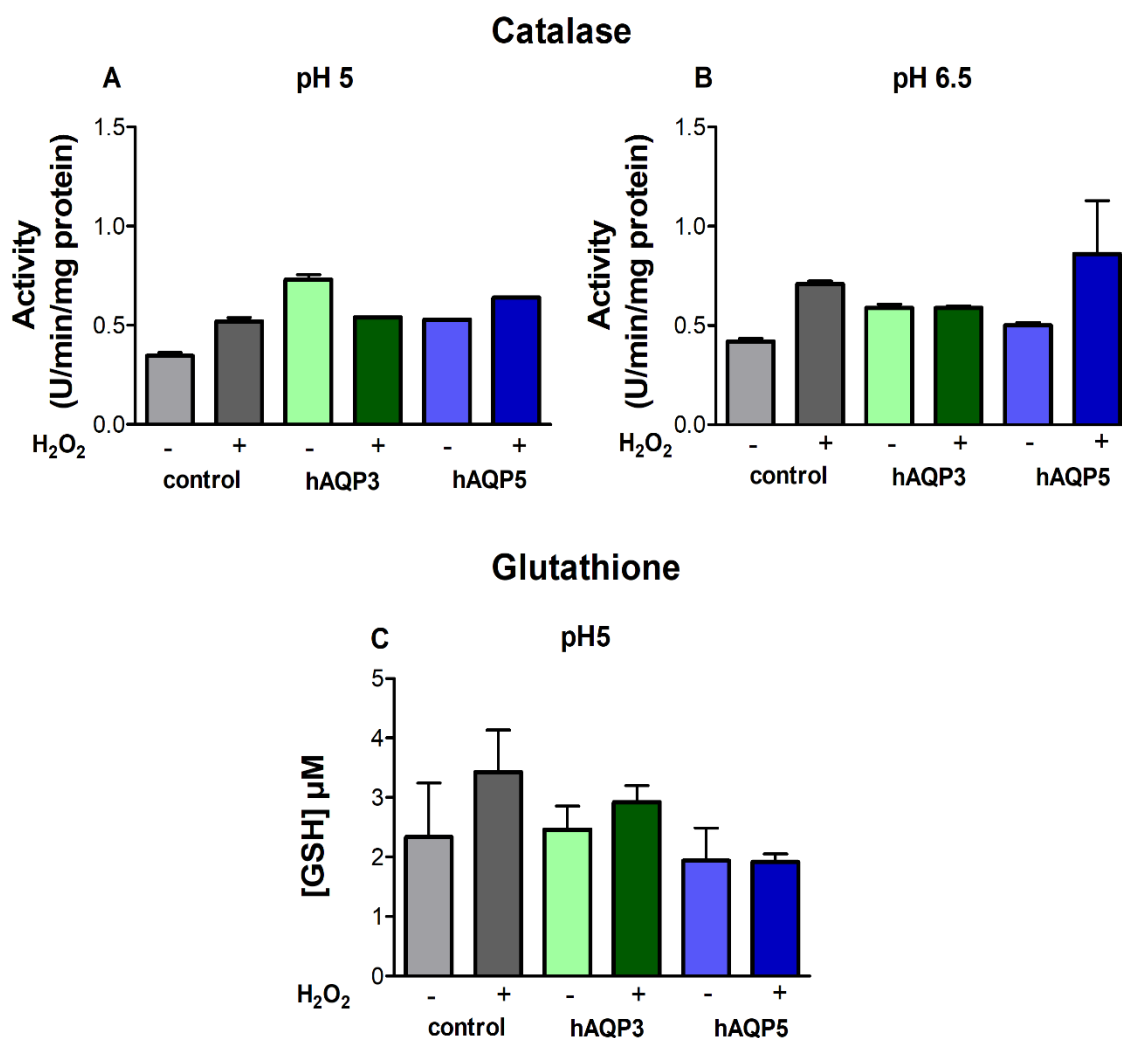 Catalase
A
pH 5
Activity
(U/min/mg protein)
1.5
1.0
0.5
0.0
H₂O₂
- + - + - +
control hAQP3 hAQP5
B
pH 6.5
Activity
(U/min/mg protein)
1.5
1.0
0.5
0.0
H₂O₂
- + - + - +
control hAQP3 hAQP5
Glutathione
C
pH5
[GSH] µM
5
4
3
2
1
0
H₂O₂
- + - + - +
control hAQP3 hAQP5